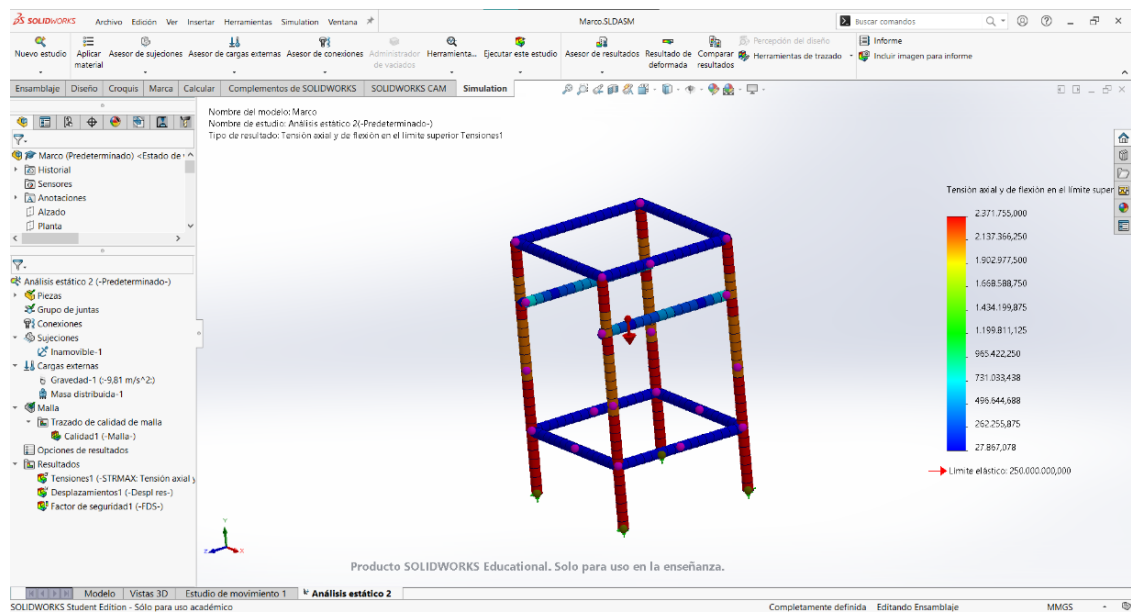 SOLIDWORKS Archivo Edición Ver Insertar Herramientas Simulation Ventana
Marco.SLDASM
Buscar comandos
Nuevo estudio
Aplicar material
Asesor de sujeciones
Asesor de cargas externas
Asesor de conexiones
Administrador de vaciados
Herramienta...
Ejecutar este estudio
Asesor de resultados
Resultado de deformada
Comparar resultados
Percepción del diseño
Herramientas de trazado
Informe
Incluir imagen para informe
Ensamblaje Diseño Croquis Marca Calcular Complementos de SOLIDWORKS SOLIDWORKS CAM Simulation
Nombre del modelo: Marco
Nombre de estudio: Análisis estático 2(-Predeterminado-)
Tipo de resultado: Tensión axial y de flexión en el límite superior Tensiones1
Marco (Predeterminado) <Estado de
Historial
Sensores
Anotaciones
Alzado
Planta
Análisis estático 2 (-Predeterminado-)
Piezas
Grupo de juntas
Conexiones
Sujeciones
Inamovible-1
Cargas externas
Gravedad-1 (:-9,81 m/s^2:)
Masa distribuida-1
Malla
Trazado de calidad de malla
Calidad1 (-Malla-)
Opciones de resultados
Resultados
Tensiones1 (-STRMAX: Tensión axial y
Desplazamientos1 (-Despl res-)
Factor de seguridad1 (-FDS-)
Tensión axial y de flexión en el límite super
2.371.755,000
2.137.366,250
1.902.977,500
1.668.588,750
1.434.199,875
1.199.811,125
965.422,250
731.033,438
496.644,688
262.255,875
27.867,078
Límite elástico: 250.000.000,000
Y
Z
X
Producto SOLIDWORKS Educational. Solo para uso en la enseñanza.
Modelo Vistas 3D Estudio de movimiento 1 Análisis estático 2
SOLIDWORKS Student Edition - Sólo para uso académico
Completamente definida Editando Ensamblaje MMGS